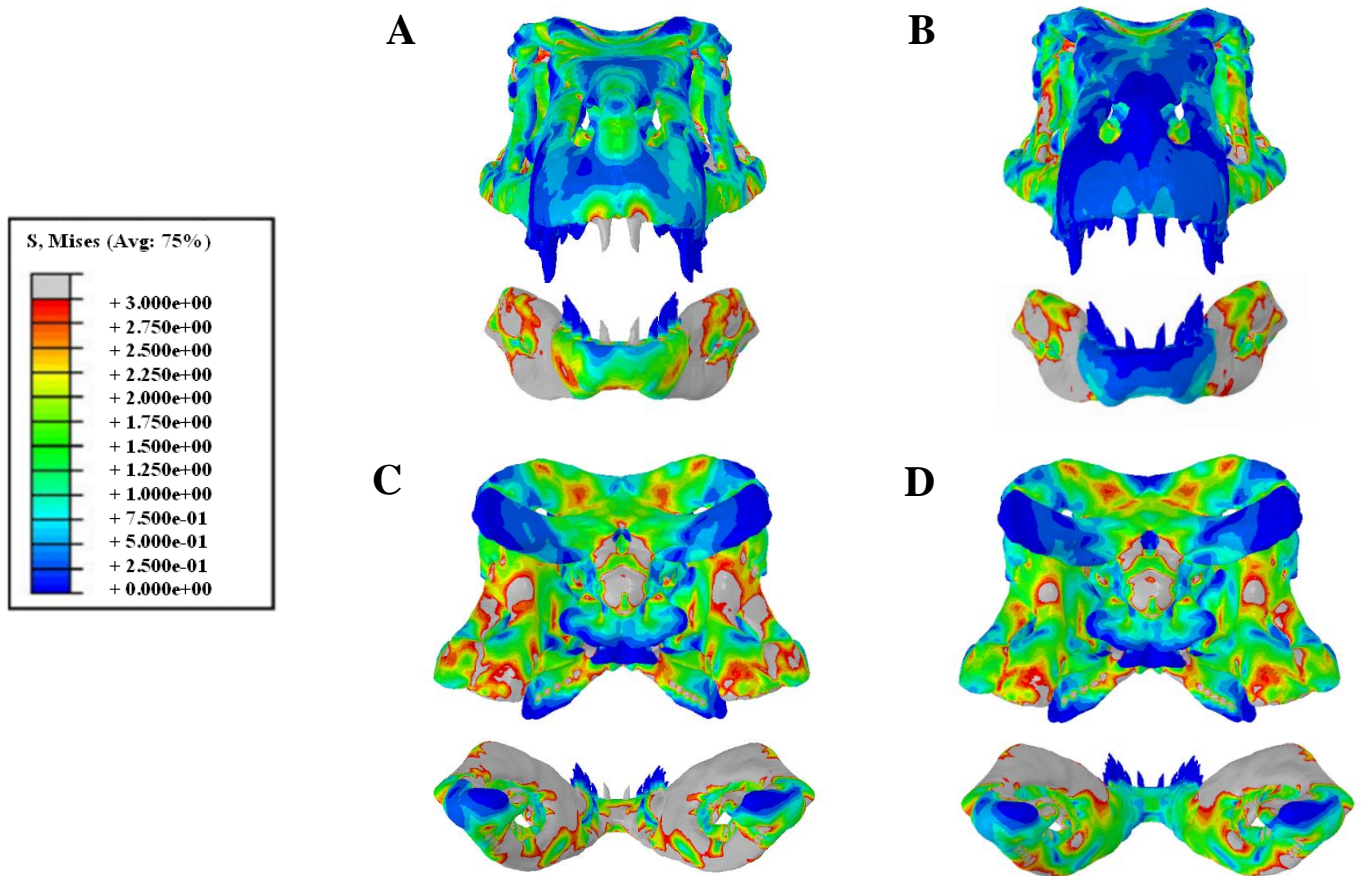 A
B
S, Mises (Avg: 75%)
+ 3.000e+00
+ 2.750e+00
+ 2.500e+00
+ 2.250e+00
+ 2.000e+00
+ 1.750e+00
+ 1.500e+00
+ 1.250e+00
+ 1.000e+00
+ 7.500e-01
+ 5.000e-01
+ 2.500e-01
+ 0.000e+00
C
D